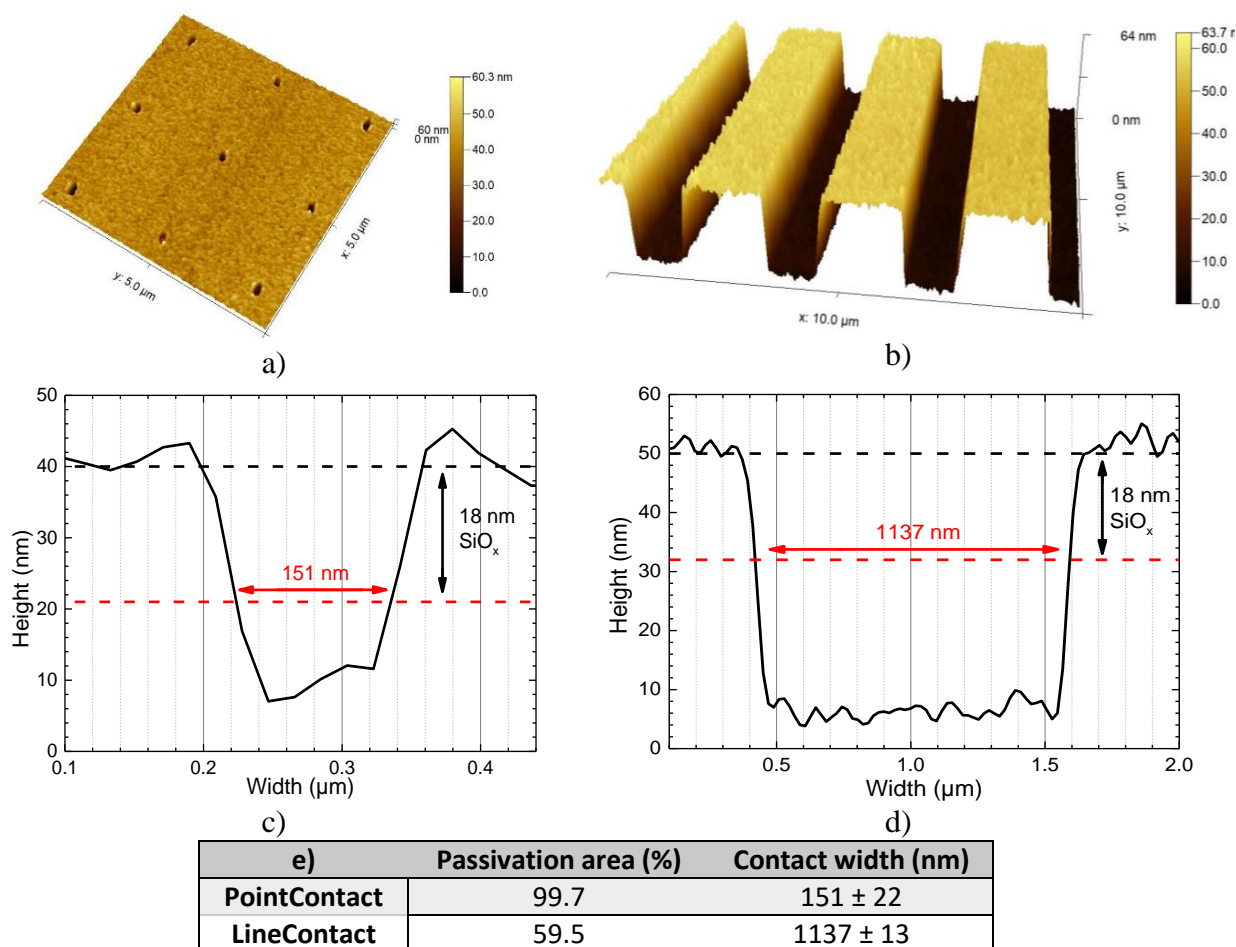 60.3 nm
60 nm
0 nm
50.0
40.0
30.0
20.0
10.0
0.0
x: 5.0 µm
y: 5.0 µm
a)
64 nm
0 nm
y: 10.0 µm
x: 10.0 µm
63.7 n
60.0
50.0
40.0
30.0
20.0
10.0
0.0
b)
50
40
30
20
10
0
Height (nm)
18 nm
SiOₓ
151 nm
0.1 0.2 0.3 0.4
Width (µm)
c)
60
50
40
30
20
10
0
Height (nm)
18 nm
SiOₓ
1137 nm
0.5 1.0 1.5 2.0
Width (µm)
d)
e) Passivation area (%) Contact width (nm)
PointContact 99.7 151 ± 22
LineContact 59.5 1137 ± 13